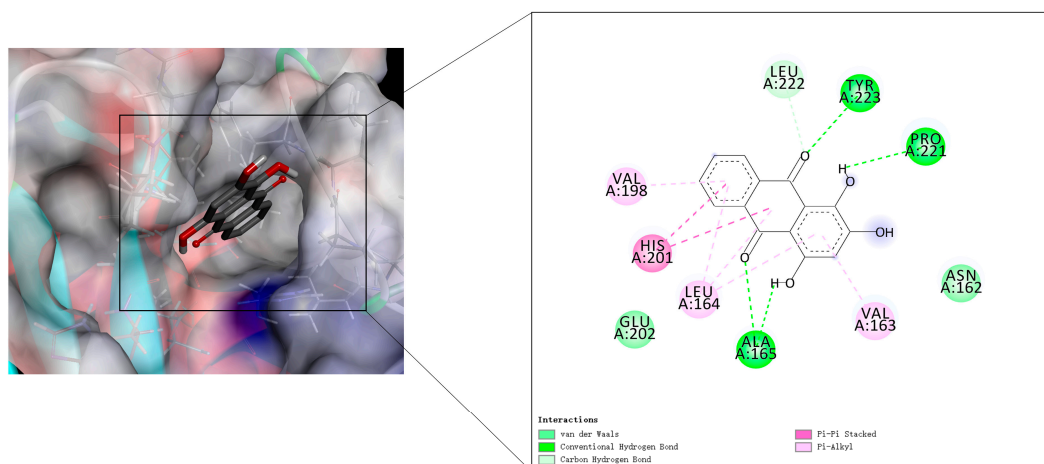 LEU
A:222
TYR
A:223
PRO
A:221
O
H
O
VAL
A:198
OH
HIS
A:201
O
H
O
LEU
A:164
ASN
A:162
VAL
A:163
GLU
A:202
ALA
A:165
Interactions
van der Waals
Conventional Hydrogen Bond
Carbon Hydrogen Bond
Pi-Pi Stacked
Pi-Alkyl